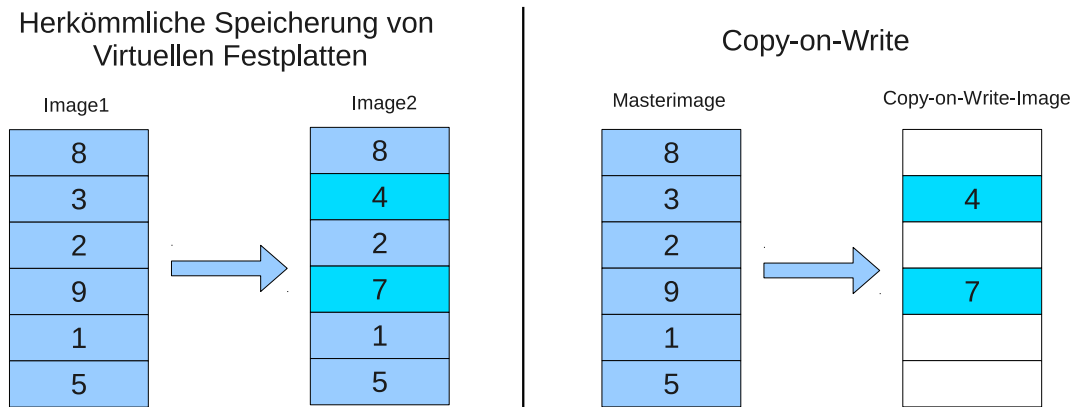 Herkömmliche Speicherung von
Virtuellen Festplatten
Image1
8
3
2
9
1
5
Image2
8
4
2
7
1
5
Copy-on-Write
Masterimage
8
3
2
9
1
5
Copy-on-Write-Image
4
7